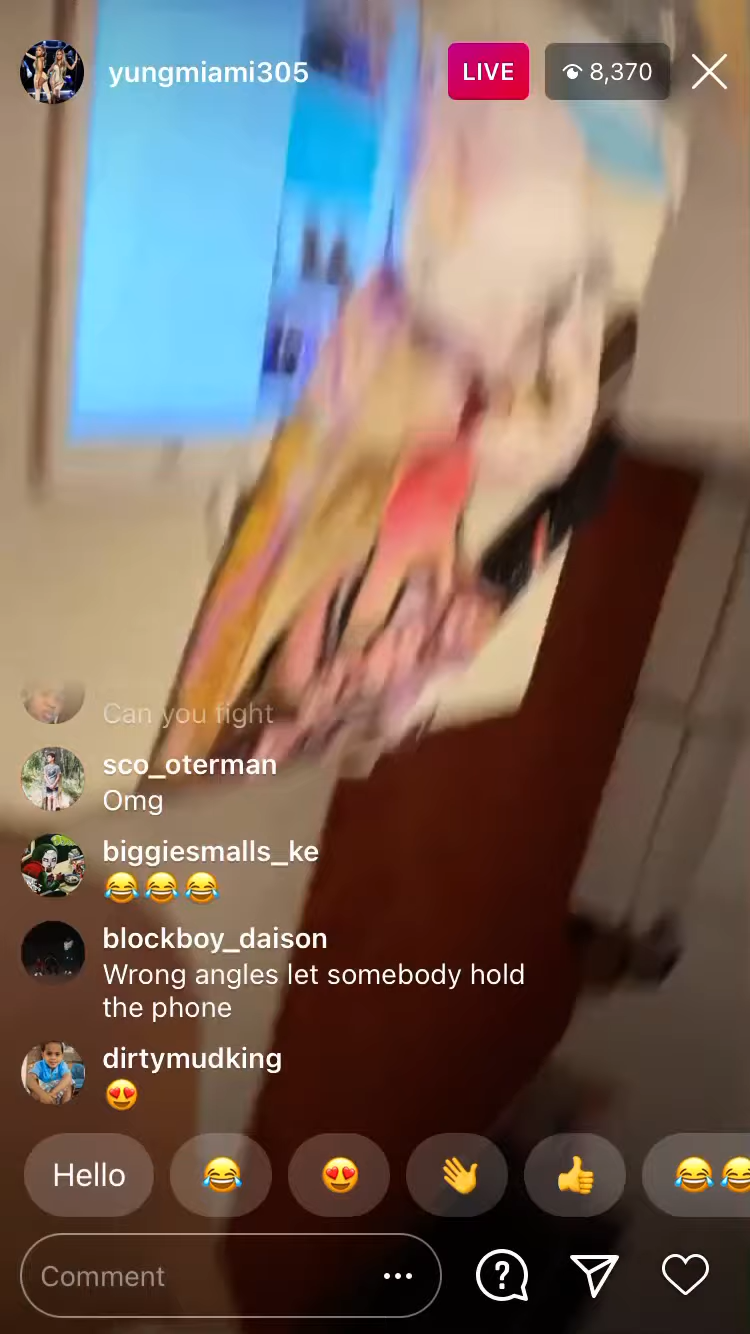 yungmiami305
LIVE
8,370
Can you fight
sco_oterman
Omg
biggiesmalls_ke
😂😂😂
blockboy_daison
Wrong angles let somebody hold
the phone
dirtymudking
😍
Hello
Comment